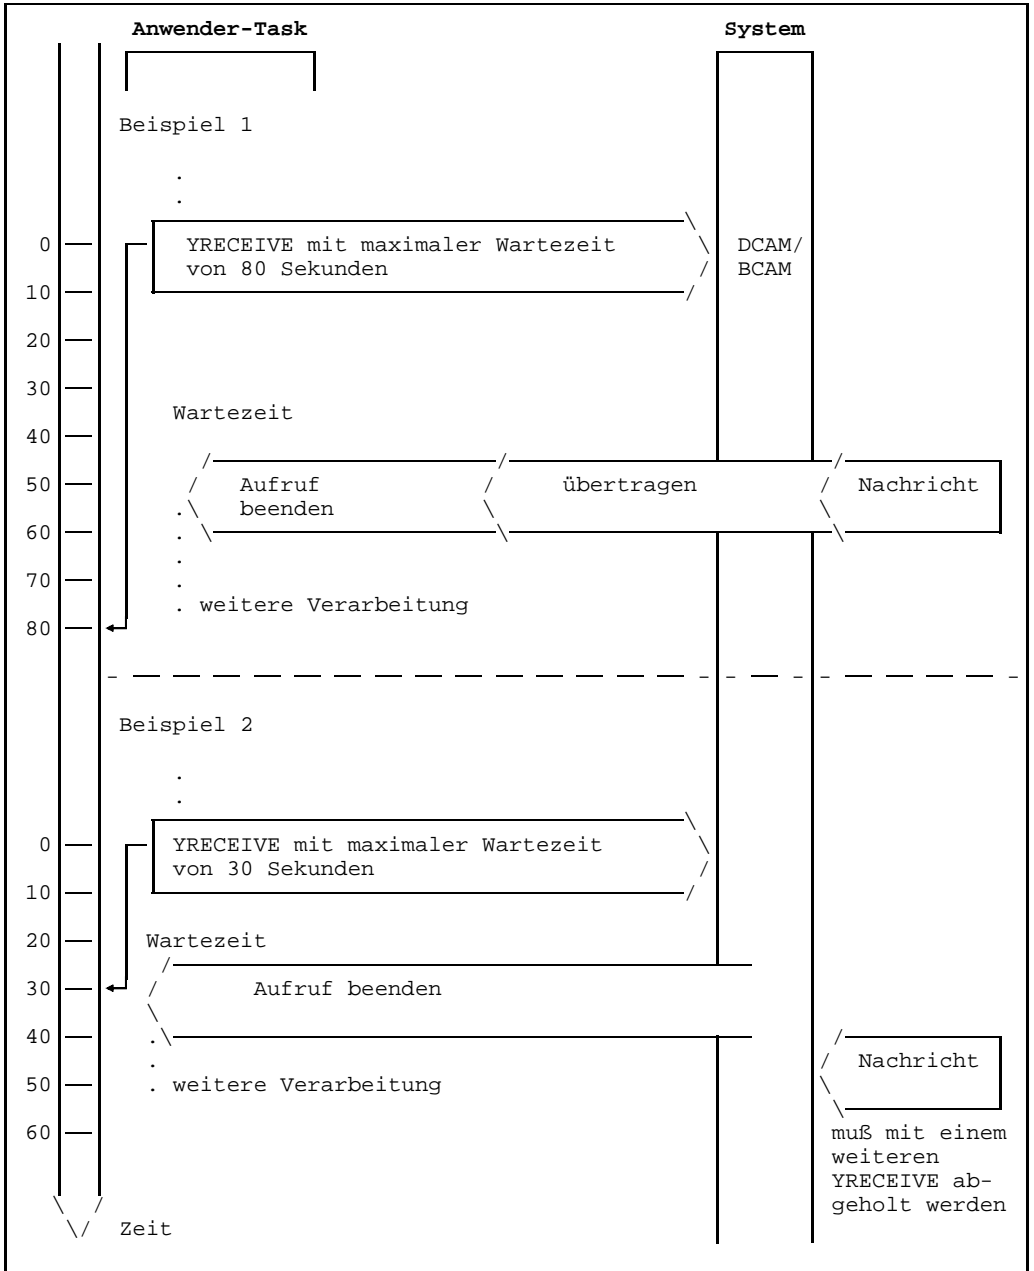 Anwender-Task System
Beispiel 1
.
.
0 YRECEIVE mit maximaler Wartezeit DCAM/
von 80 Sekunden BCAM
10
20
30
Wartezeit
40
50 Aufruf übertragen Nachricht
. beenden
60 .
.
70 .
. weitere Verarbeitung
80
Beispiel 2
.
.
0 YRECEIVE mit maximaler Wartezeit
von 30 Sekunden
10
20 Wartezeit
30 Aufruf beenden
40 .
. Nachricht
50 . weitere Verarbeitung
60 muß mit einem
weiteren
YRECEIVE ab-
geholt werden
Zeit